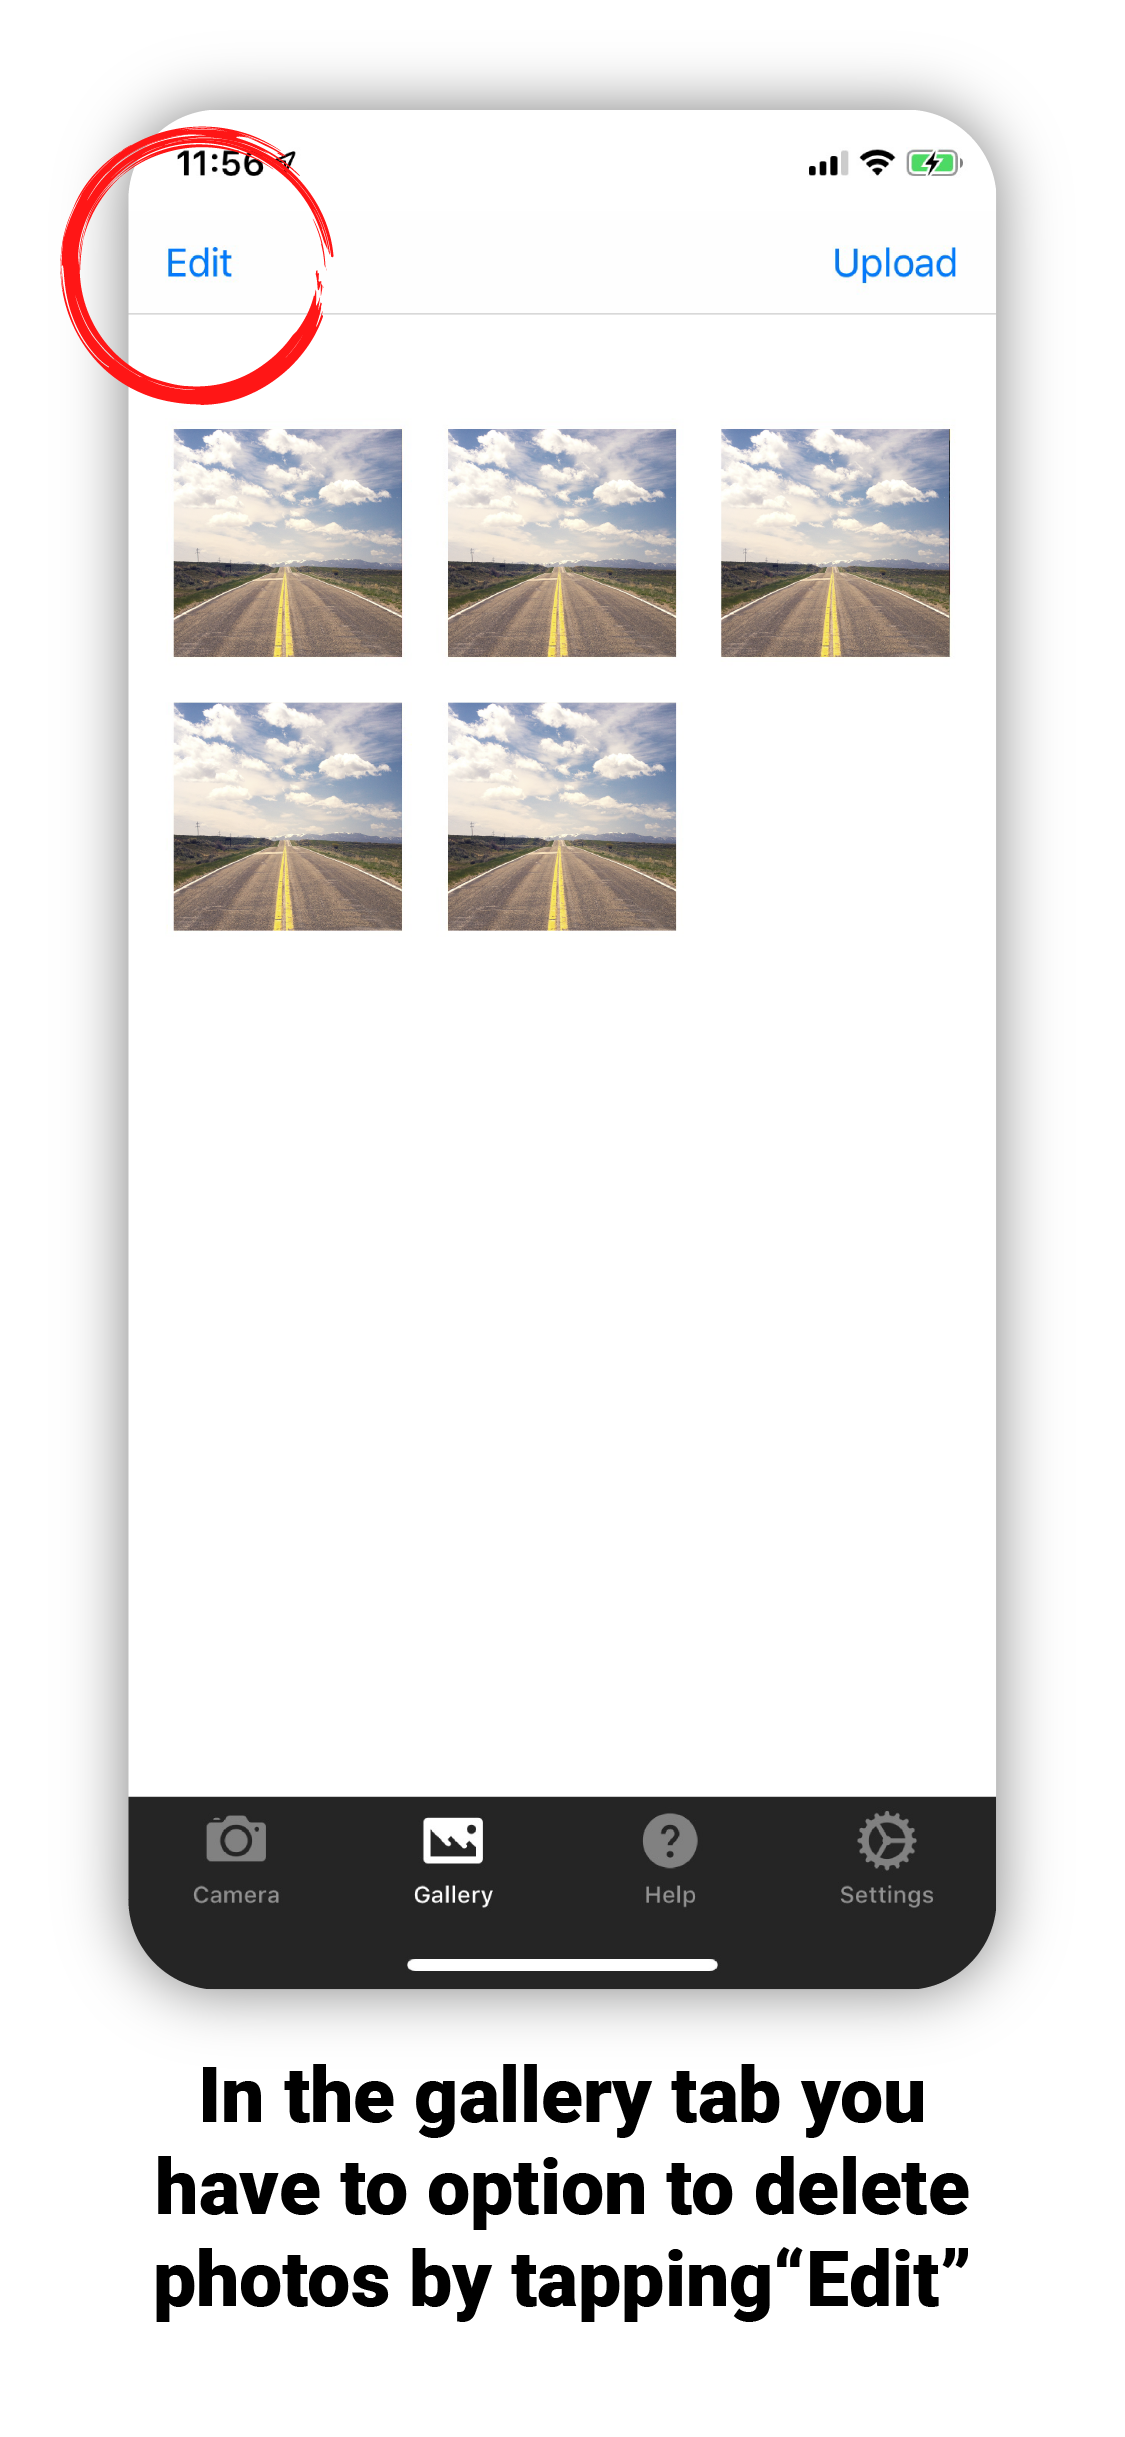 11:56
Edit Upload
Camera Gallery Help Settings
In the gallery tab you
have to option to delete
photos by tapping“Edit”